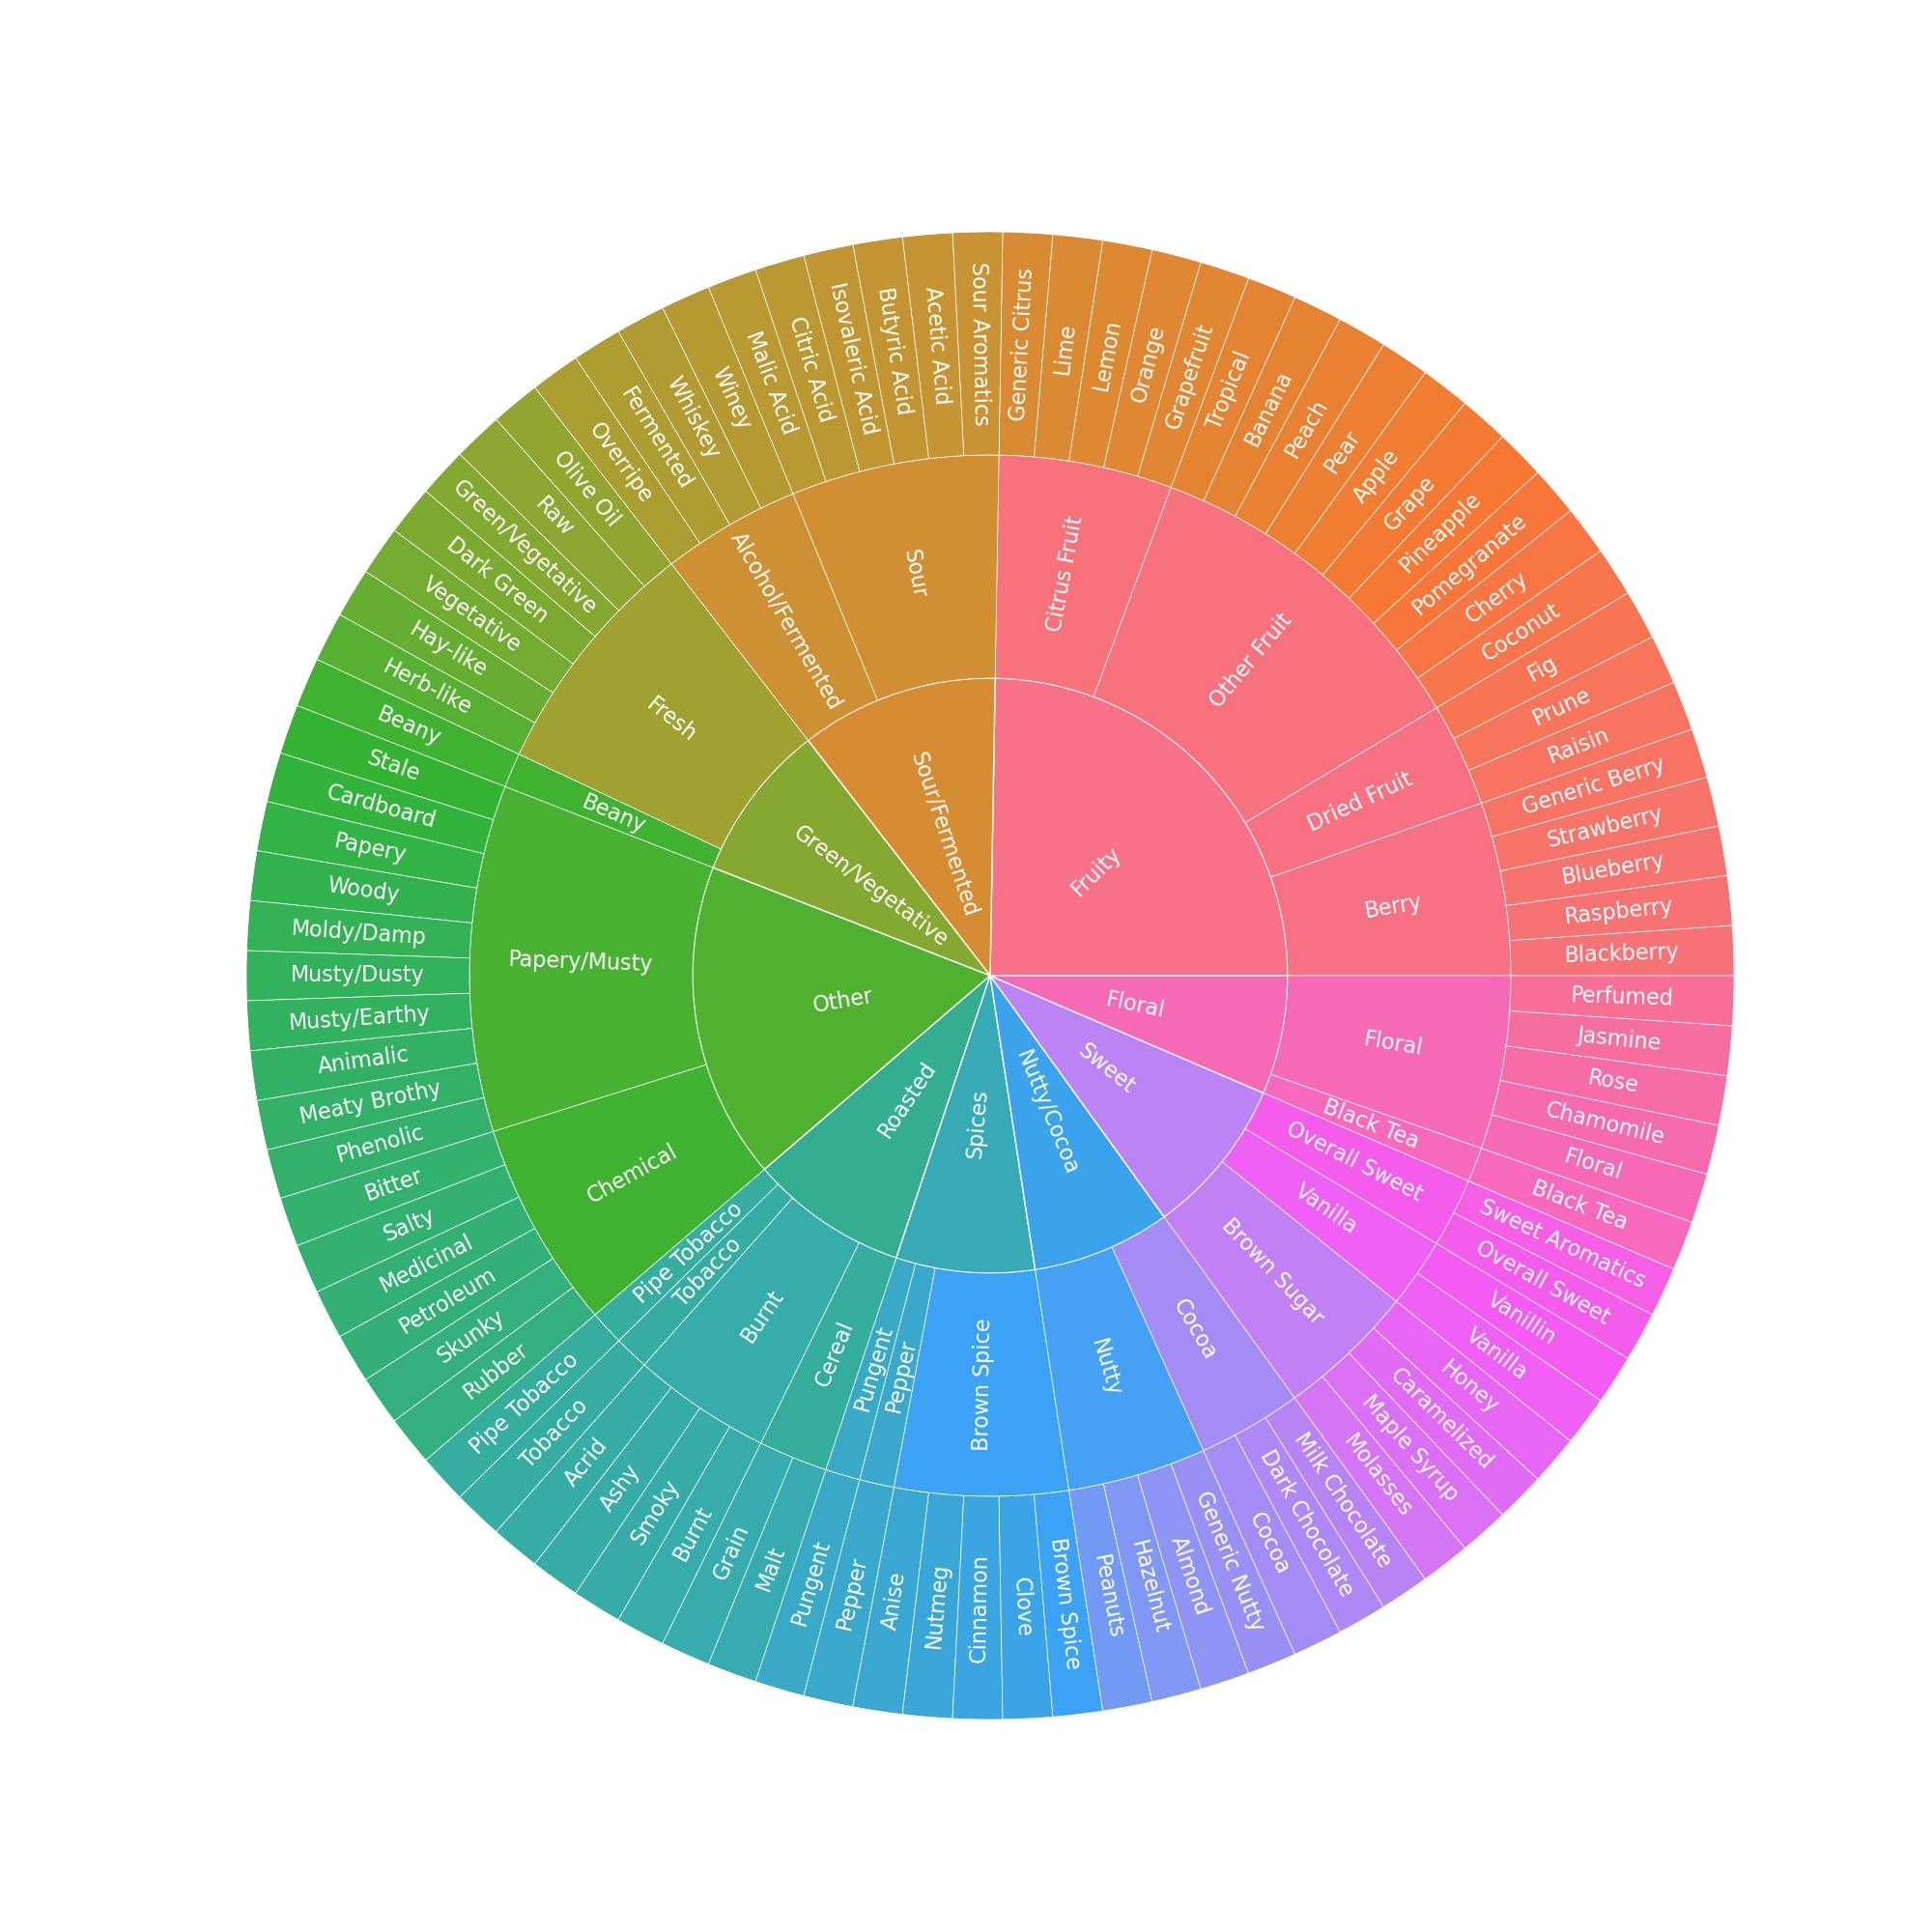 Fruity
Sour/Fermented
Green/Vegetative
Other
Roasted
Spices
Nutty/Cocoa
Sweet
Floral
Berry
Dried Fruit
Other Fruit
Citrus Fruit
Sour
Alcohol/Fermented
Fresh
Beany
Papery/Musty
Chemical
Pipe Tobacco
Tobacco
Burnt
Cereal
Pungent
Pepper
Brown Spice
Nutty
Cocoa
Brown Sugar
Vanilla
Overall Sweet
Black Tea
Floral
Blackberry
Raspberry
Blueberry
Strawberry
Generic Berry
Raisin
Prune
Fig
Coconut
Cherry
Pomegranate
Pineapple
Grape
Apple
Pear
Peach
Banana
Tropical
Grapefruit
Orange
Lemon
Lime
Generic Citrus
Sour Aromatics
Acetic Acid
Butyric Acid
Isovaleric Acid
Citric Acid
Malic Acid
Winey
Whiskey
Fermented
Overripe
Olive Oil
Raw
Green/Vegetative
Dark Green
Vegetative
Hay-like
Herb-like
Beany
Stale
Cardboard
Papery
Woody
Moldy/Damp
Musty/Dusty
Musty/Earthy
Animalic
Meaty Brothy
Phenolic
Bitter
Salty
Medicinal
Petroleum
Skunky
Rubber
Pipe Tobacco
Tobacco
Acrid
Ashy
Smoky
Burnt
Grain
Malt
Pungent
Pepper
Anise
Nutmeg
Cinnamon
Clove
Brown Spice
Peanuts
Hazelnut
Almond
Generic Nutty
Cocoa
Dark Chocolate
Milk Chocolate
Molasses
Maple Syrup
Caramelized
Honey
Vanilla
Vanillin
Overall Sweet
Sweet Aromatics
Black Tea
Floral
Chamomile
Rose
Jasmine
Perfumed